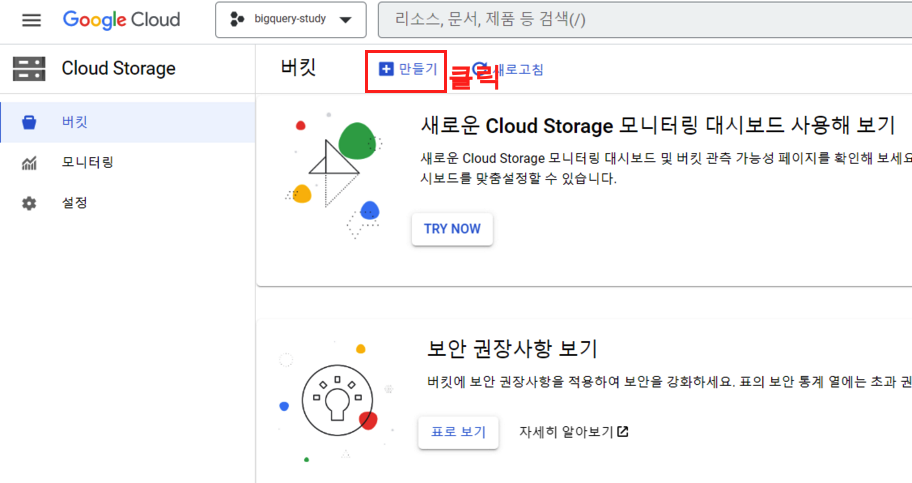 Google Cloud
bigquery-study
리소스, 문서, 제품 등 검색(/)
Cloud Storage
버킷
만들기
클릭
새로고침
버킷
모니터링
설정
새로운 Cloud Storage 모니터링 대시보드 사용해 보기
새로운 Cloud Storage 모니터링 대시보드 및 버킷 관측 가능성 페이지를 확인해 보세요
시보드를 맞춤설정할 수 있습니다.
TRY NOW
보안 권장사항 보기
버킷에 보안 권장사항을 적용하여 보안을 강화하세요. 표의 보안 통계 열에는 초과 권
표로 보기
자세히 알아보기